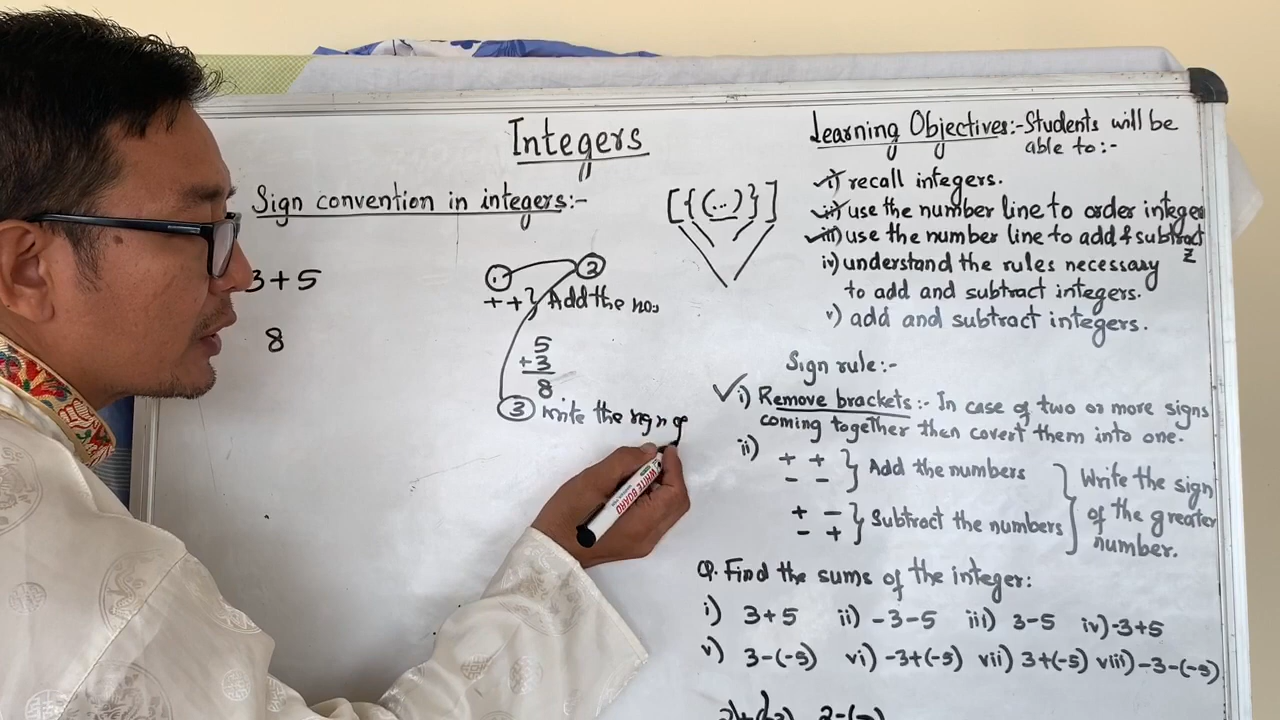 Integers
Sign convention in integers:-
3+5
8
[{(..)}]
++} Add the nos
5
+3
8
3 Write the sign of
Learning Objectives:- Students will be
able to:-
i) recall integers.
ii) use the number line to order integer
iii) use the number line to add & subtract
iv) understand the rules necessary
to add and subtract integers.
v) add and subtract integers.
Sign rule:-
i) Remove brackets:- In case of two or more signs
coming together then covert them into one.
ii)
+ + } Add the numbers
- -
+ - } Subtract the numbers
- +
} Write the sign
of the greater
number.
Q. Find the sums of the integer:
i) 3+5 ii) -3-5 iii) 3-5 iv) -3+5
v) 3-(-5) vi) -3+(-5) vii) 3+(-5) viii) -3-(-5)
WHITE BOARD